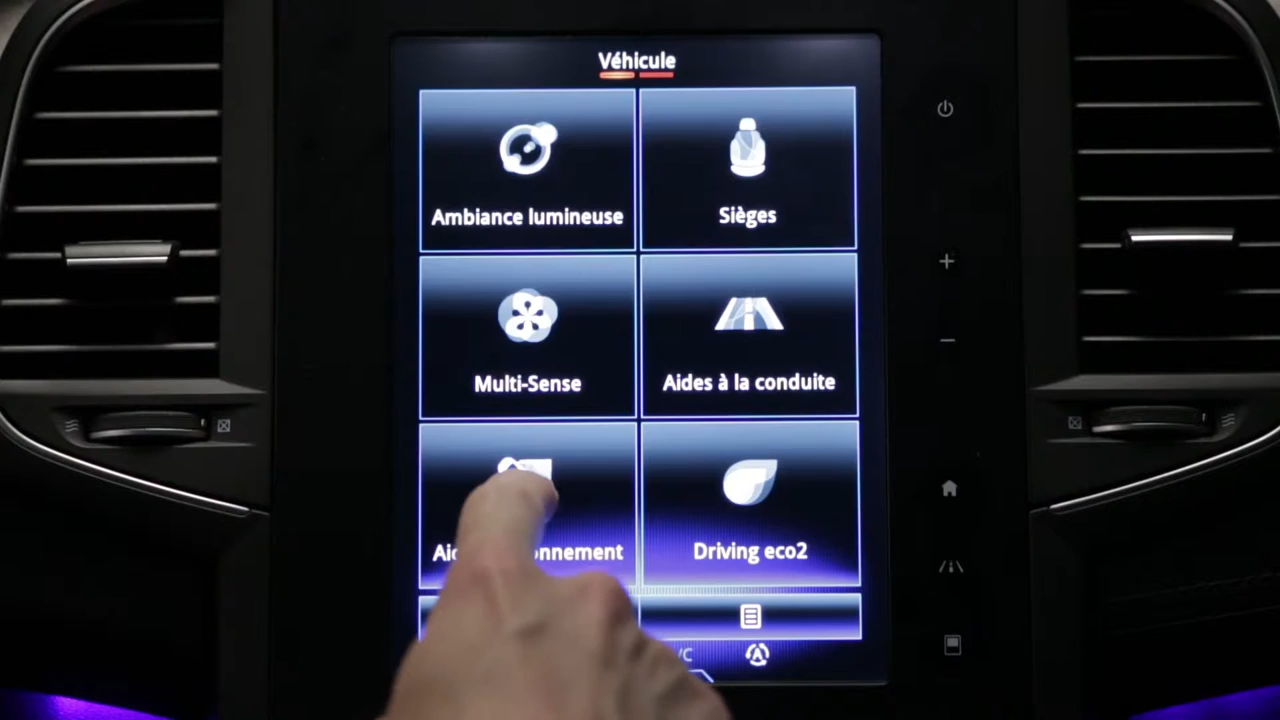 Véhicule
Ambiance lumineuse
Sièges
Multi-Sense
Aides à la conduite
Driving eco2